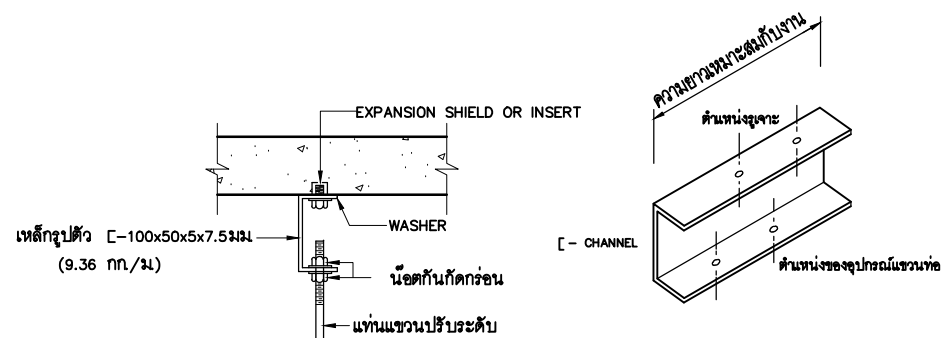 EXPANSION SHIELD OR INSERT
WASHER
เหล็กรูปตัว [-100x50x5x7.5มม.
(9.36 กก./ม.)
น๊อตกันกัดกร่อน
แท่นแขวนปรับระดับ
ความยาวเหมาะสมกับงาน
ตำแหน่งรูเจาะ
[- CHANNEL
ตำแหน่งของอุปกรณ์แขวนท่อ